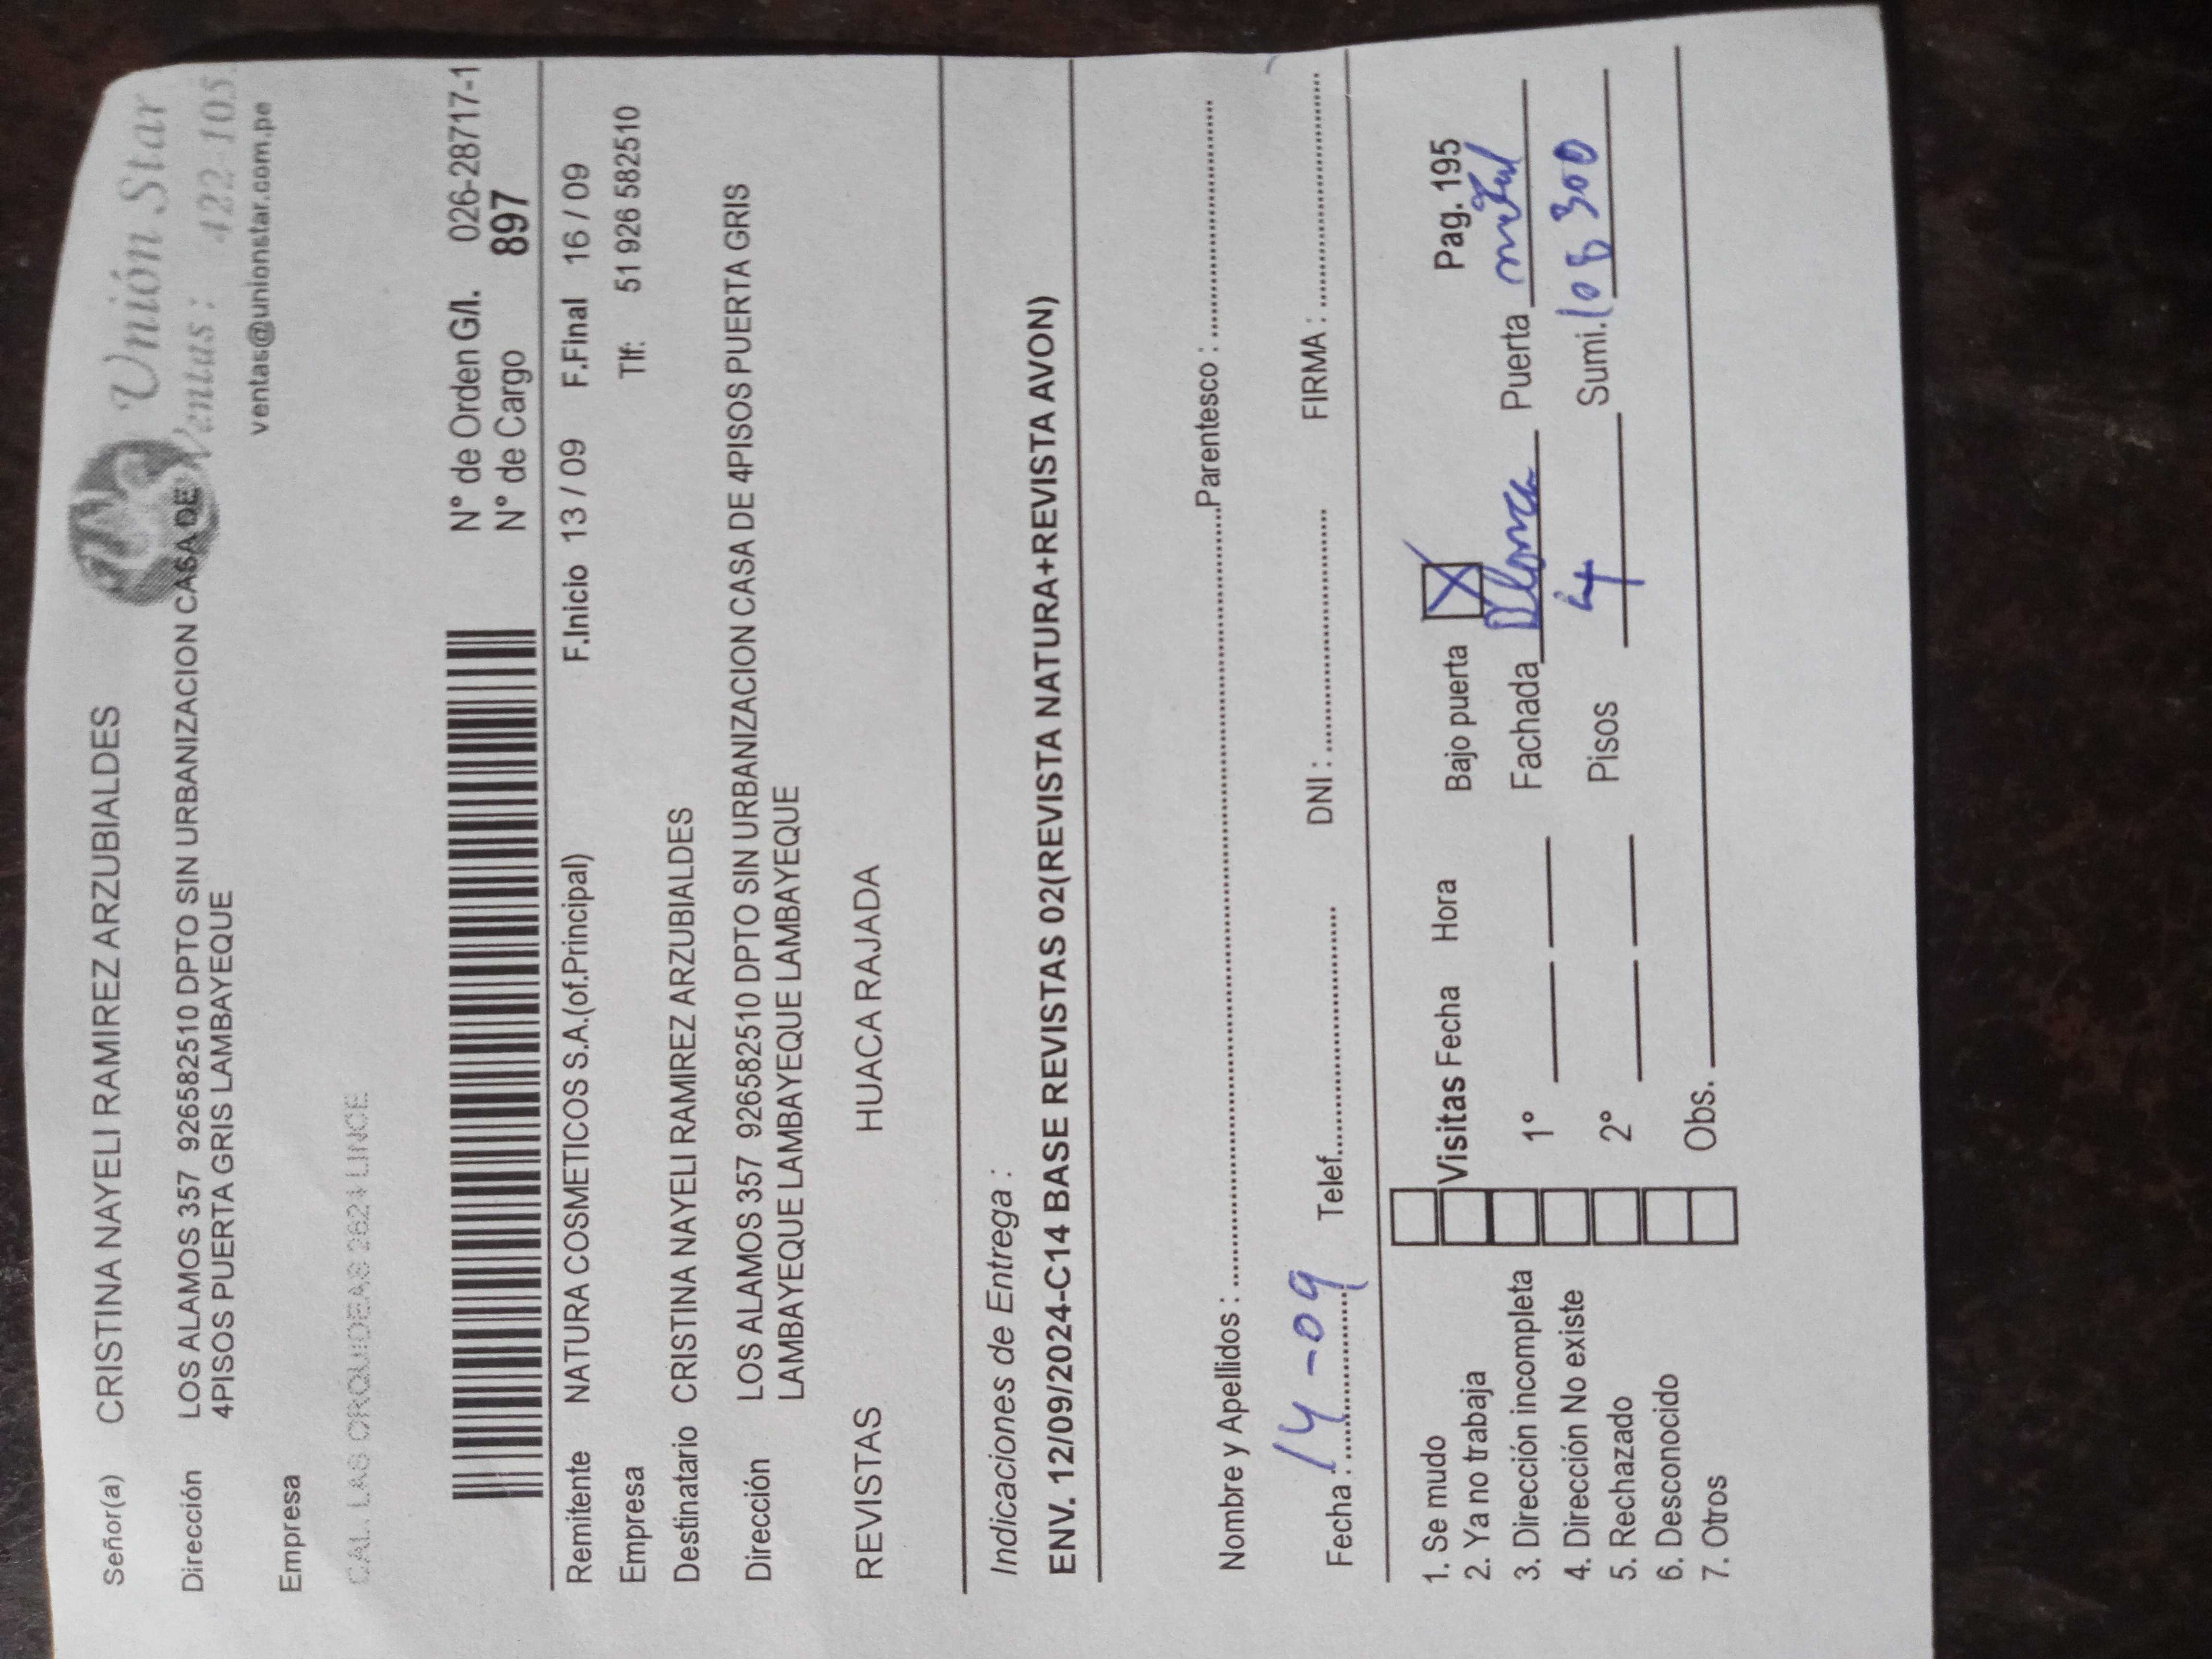 Unión Star
Ventas: 422-105
ventas@unionstar.com.pe
Señor(a) CRISTINA NAYELI RAMIREZ ARZUBIALDES
Dirección LOS ALAMOS 357 926582510 DPTO SIN URBANIZACION CASA DE
4PISOS PUERTA GRIS LAMBAYEQUE
Empresa
CAL. LAS ORQUIDEAS 2621 LINCE
N° de Orden G/I. 026-28717-1
N° de Cargo 897
Remitente NATURA COSMETICOS S.A.(of.Principal) F.Inicio 13 / 09 F.Final 16 / 09
Empresa Tlf: 51 926 582510
Destinatario CRISTINA NAYELI RAMIREZ ARZUBIALDES
Dirección LOS ALAMOS 357 926582510 DPTO SIN URBANIZACION CASA DE 4PISOS PUERTA GRIS
LAMBAYEQUE LAMBAYEQUE LAMBAYEQUE
REVISTAS HUACA RAJADA
Indicaciones de Entrega :
ENV. 12/09/2024-C14 BASE REVISTAS 02(REVISTA NATURA+REVISTA AVON)
Nombre y Apellidos : Parentesco :
Fecha : 14-09 Telef. DNI : FIRMA :
1. Se mudo Visitas Fecha Hora Bajo puerta X Pag. 195
2. Ya no trabaja
3. Dirección incompleta 1° Fachada Puerta metal
4. Dirección No existe
5. Rechazado 2° Pisos 4 Sumi.
6. Desconocido
7. Otros Obs.